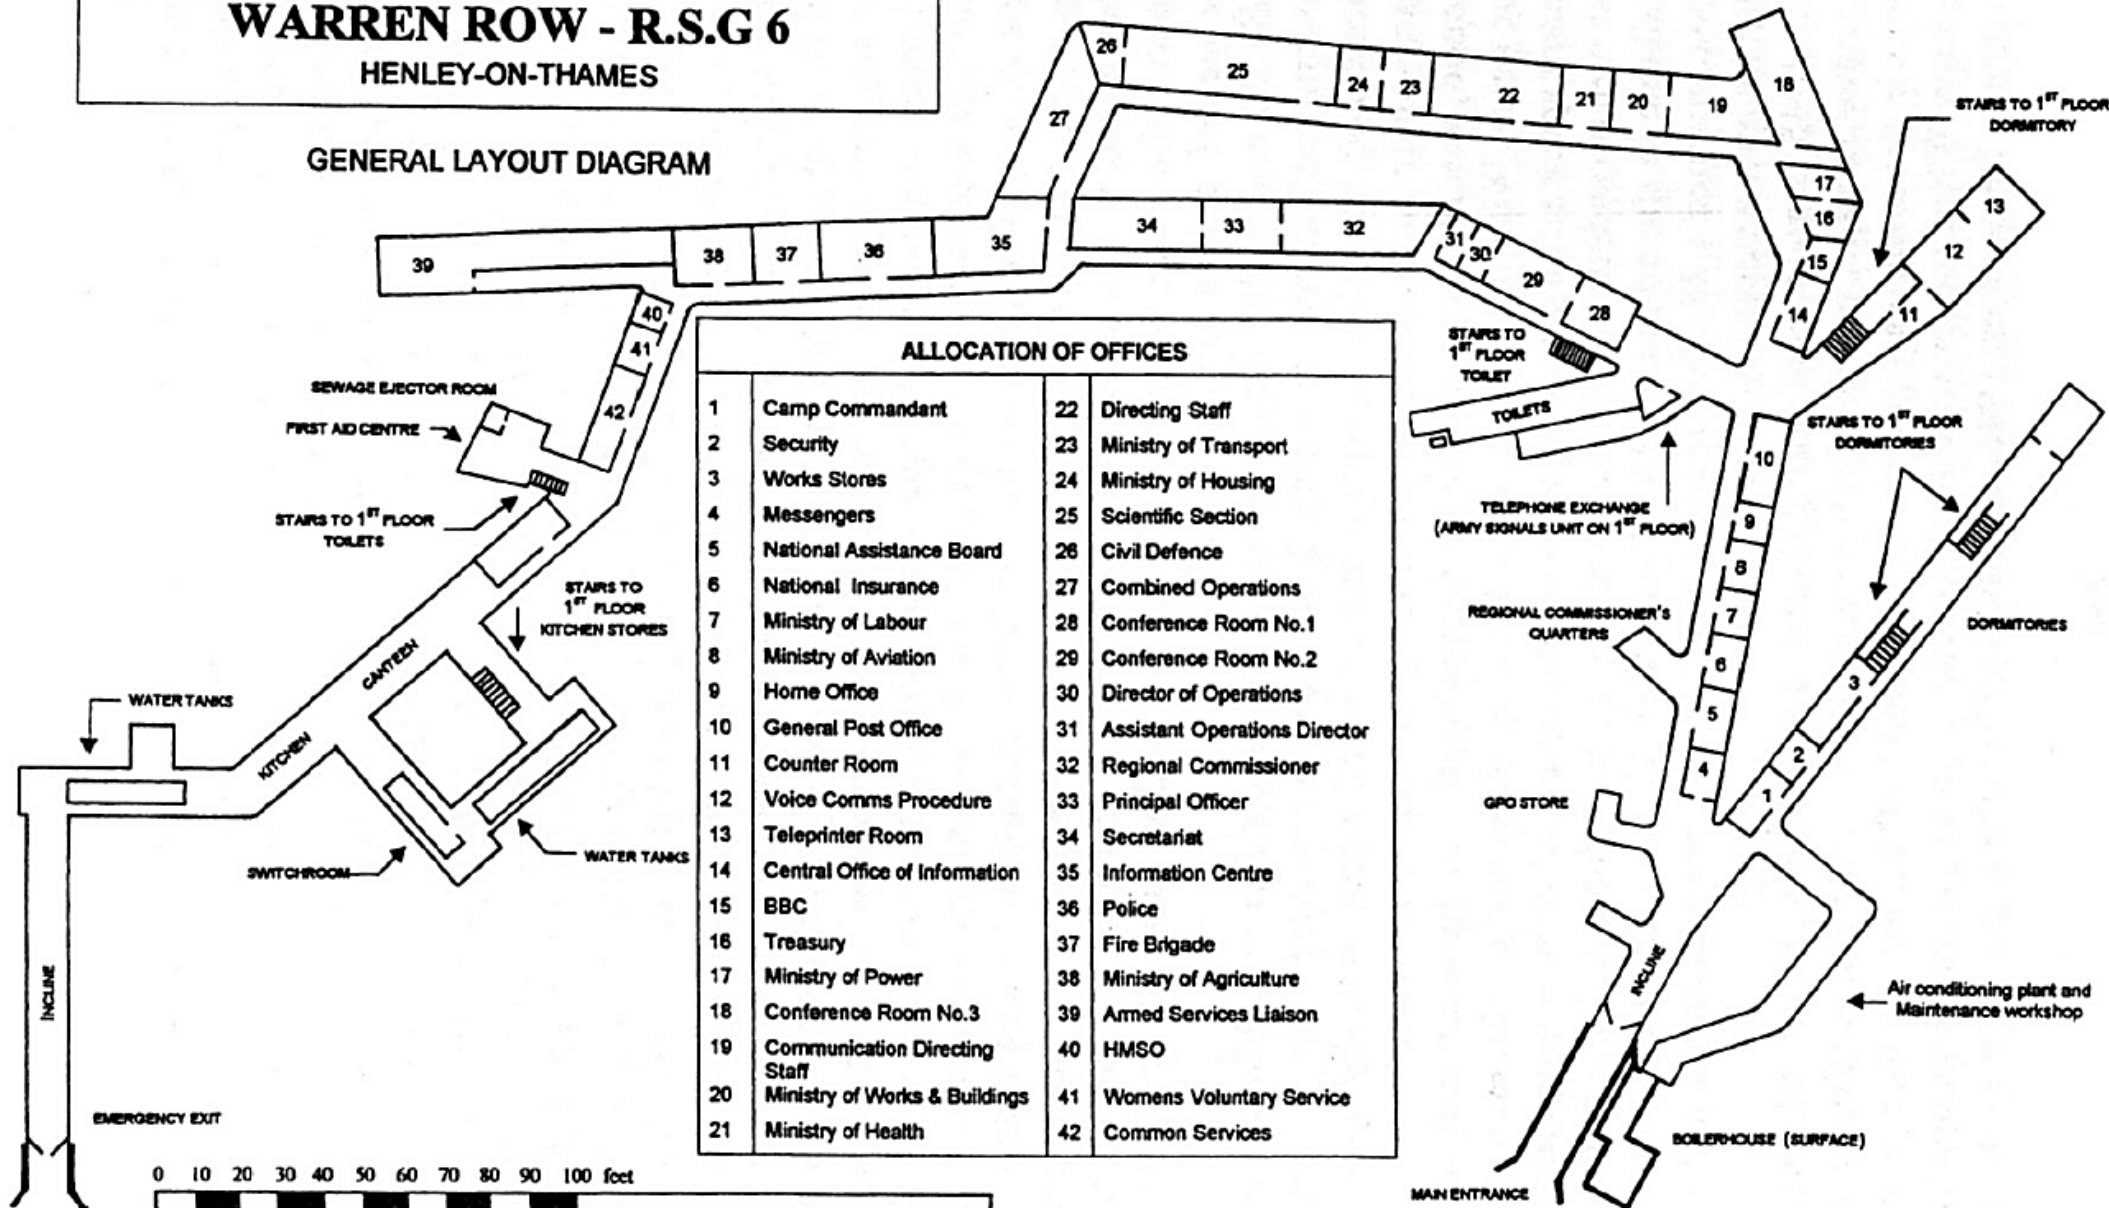 WARREN ROW - R.S.G 6
HENLEY-ON-THAMES
GENERAL LAYOUT DIAGRAM
26
25
24
23
22
21
20
19
18
27
17
16
15
14
13
12
11
STAIRS TO 1ST FLOOR
DORMITORY
39
38
37
36
35
34
33
32
31
30
29
28
40
41
42
STAIRS TO
1ST FLOOR
TOILET
TOILETS
TELEPHONE EXCHANGE
(ARMY SIGNALS UNIT ON 1ST FLOOR)
STAIRS TO 1ST FLOOR
DORMITORIES
SEWAGE EJECTOR ROOM
FIRST AID CENTRE
STAIRS TO 1ST FLOOR
TOILETS
STAIRS TO
1ST FLOOR
KITCHEN STORES
CANTEEN
KITCHEN
WATER TANKS
SWITCHROOM
WATER TANKS
INCLINE
EMERGENCY EXIT
ALLOCATION OF OFFICES
1 Camp Commandant
2 Security
3 Works Stores
4 Messengers
5 National Assistance Board
6 National Insurance
7 Ministry of Labour
8 Ministry of Aviation
9 Home Office
10 General Post Office
11 Counter Room
12 Voice Comms Procedure
13 Teleprinter Room
14 Central Office of Information
15 BBC
16 Treasury
17 Ministry of Power
18 Conference Room No.3
19 Communication Directing
Staff
20 Ministry of Works & Buildings
21 Ministry of Health
22 Directing Staff
23 Ministry of Transport
24 Ministry of Housing
25 Scientific Section
26 Civil Defence
27 Combined Operations
28 Conference Room No.1
29 Conference Room No.2
30 Director of Operations
31 Assistant Operations Director
32 Regional Commissioner
33 Principal Officer
34 Secretariat
35 Information Centre
36 Police
37 Fire Brigade
38 Ministry of Agriculture
39 Armed Services Liaison
40 HMSO
41 Womens Voluntary Service
42 Common Services
10
9
8
7
6
5
4
3
2
1
REGIONAL COMMISSIONER'S
QUARTERS
DORMITORIES
GPO STORE
INCLINE
Air conditioning plant and
Maintenance workshop
BOILERHOUSE (SURFACE)
MAIN ENTRANCE
0 10 20 30 40 50 60 70 80 90 100 feet